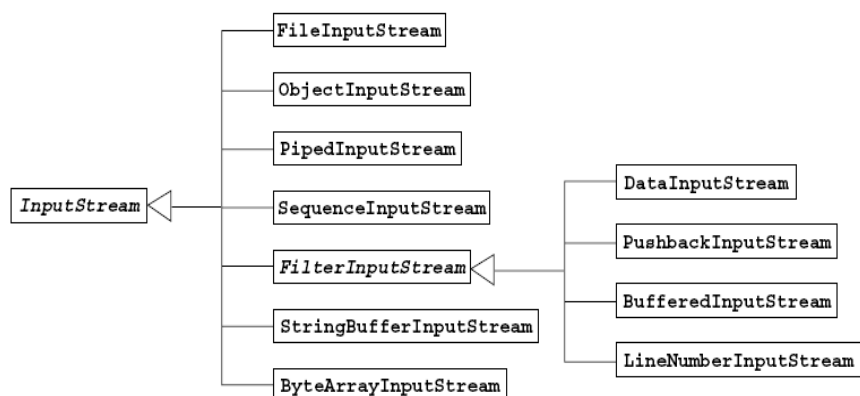 InputStream
FileInputStream
ObjectInputStream
PipedInputStream
SequenceInputStream
FilterInputStream
StringBufferInputStream
ByteArrayInputStream
DataInputStream
PushbackInputStream
BufferedInputStream
LineNumberInputStream